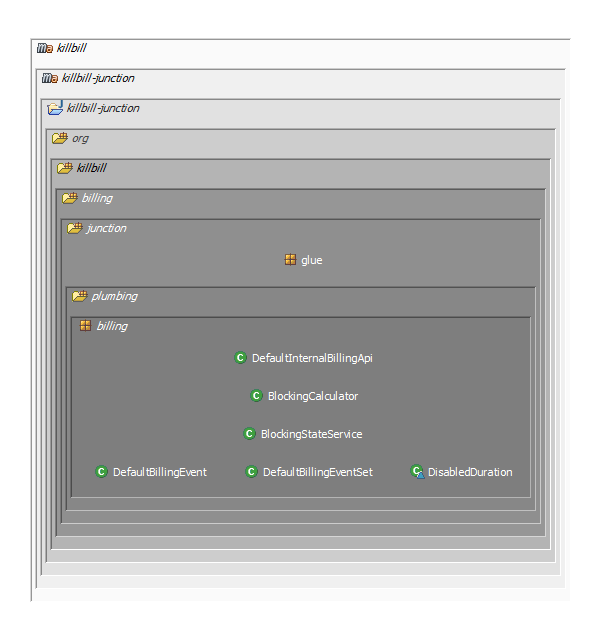 killbill
killbill-junction
killbill-junction
org
killbill
billing
junction
glue
plumbing
billing
DefaultInternalBillingApi
BlockingCalculator
BlockingStateService
DefaultBillingEvent DefaultBillingEventSet DisabledDuration